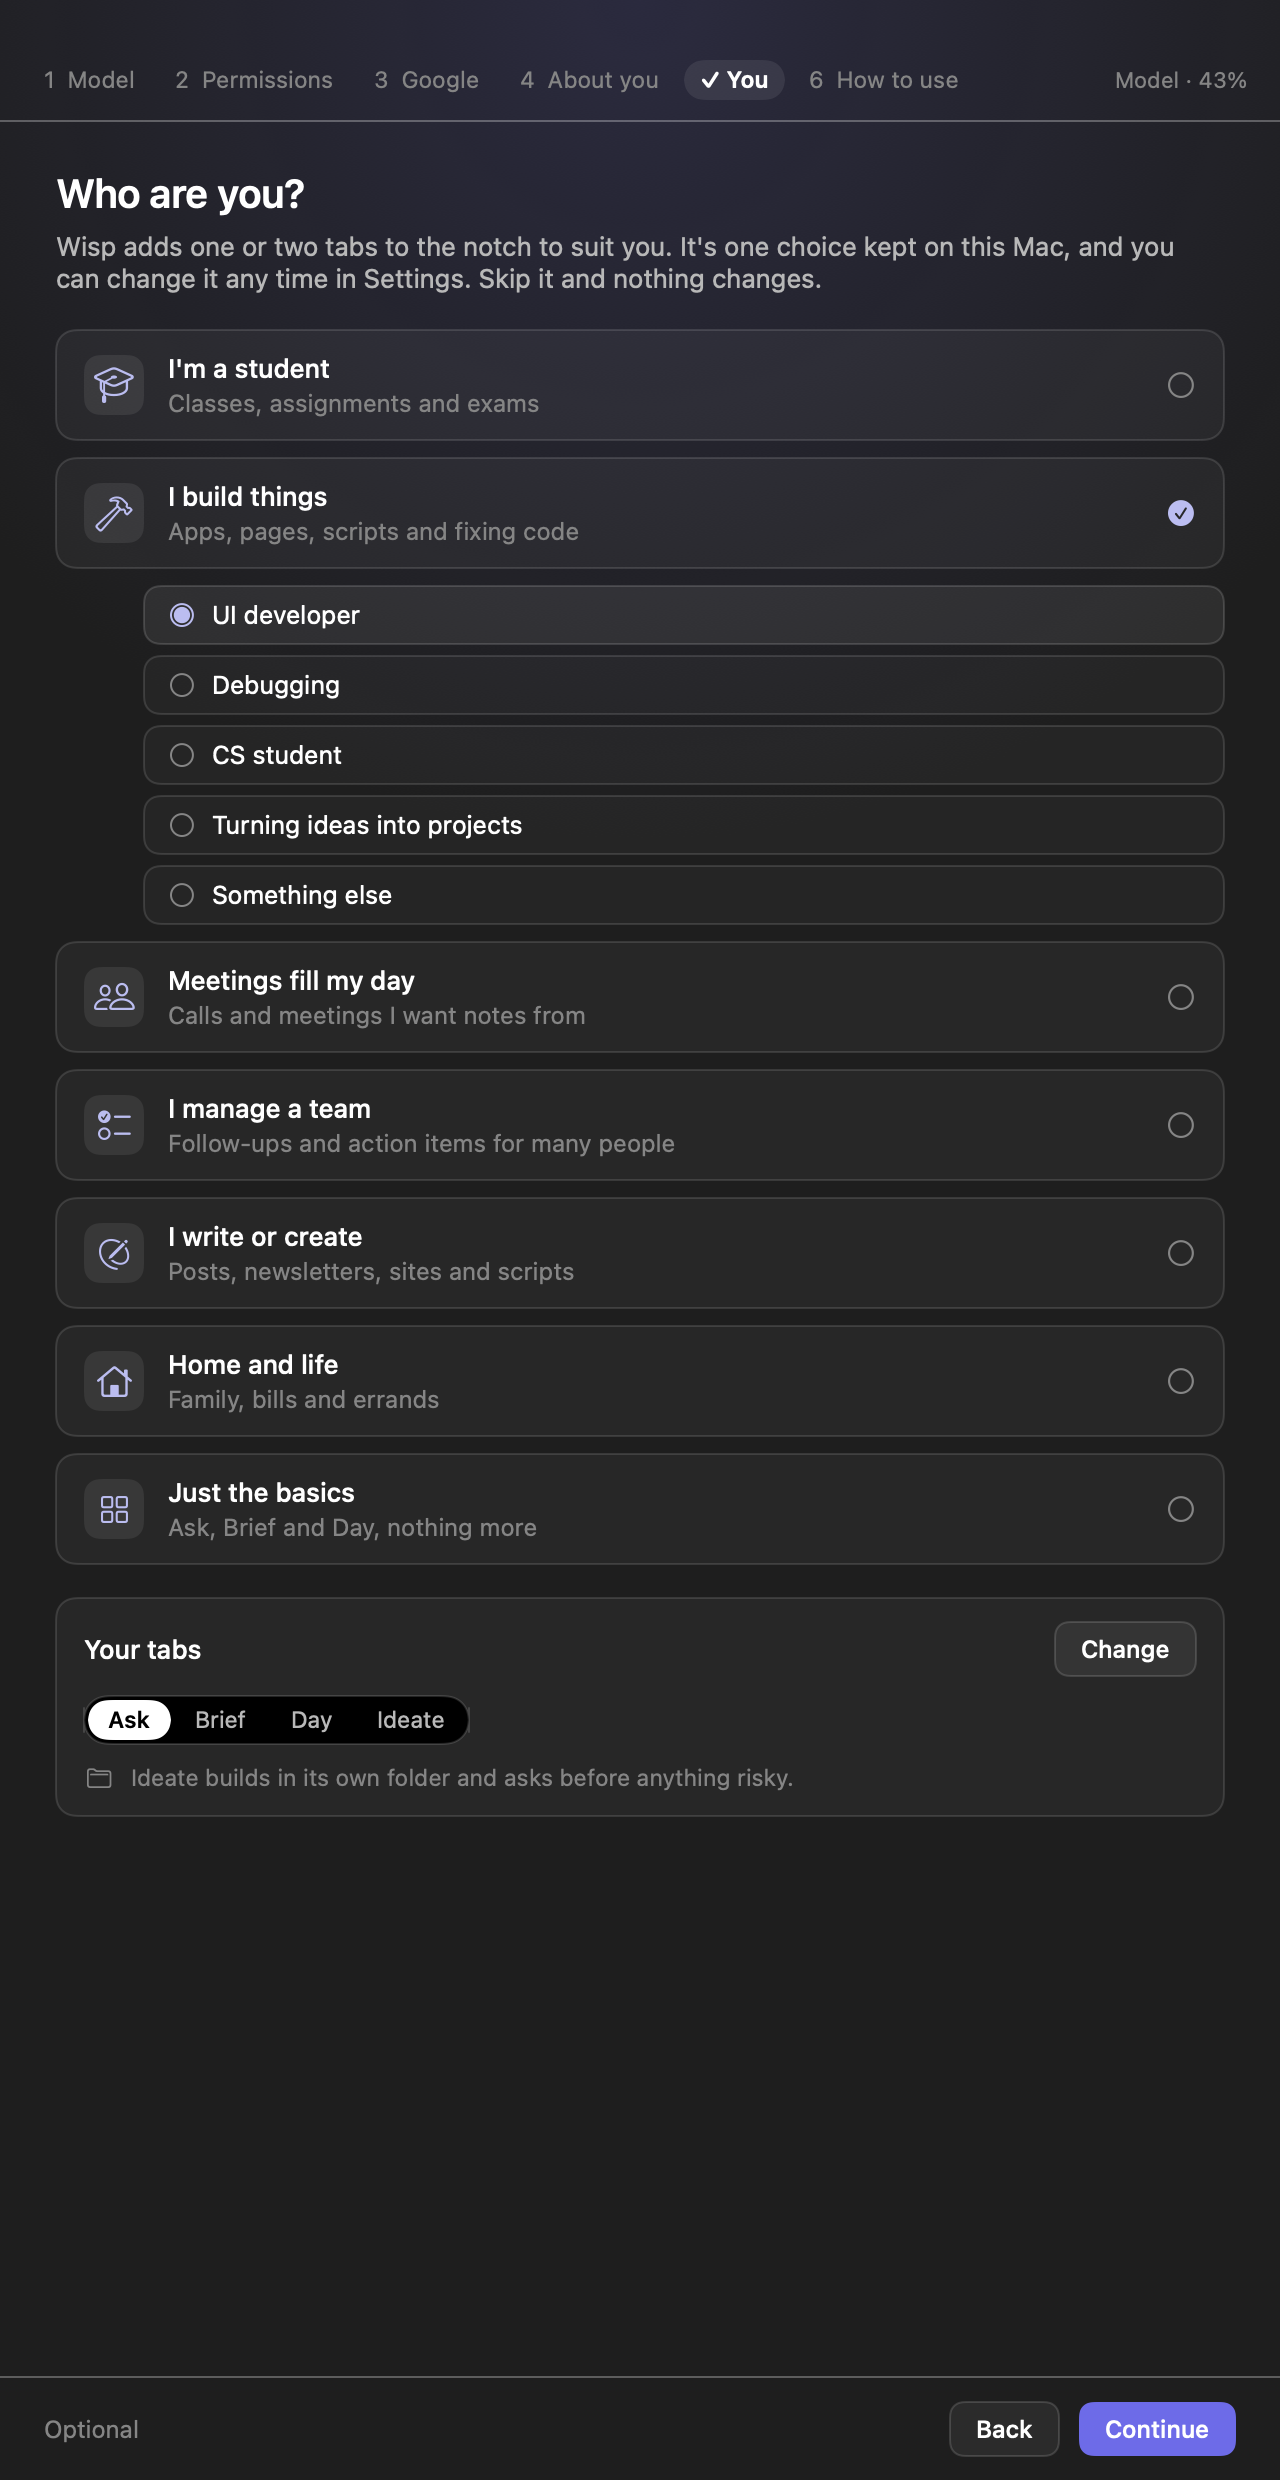 1 Model 2 Permissions 3 Google 4 About you ✓ You 6 How to use Model · 43%
Who are you?
Wisp adds one or two tabs to the notch to suit you. It's one choice kept on this Mac, and you
can change it any time in Settings. Skip it and nothing changes.
I'm a student
Classes, assignments and exams
I build things
Apps, pages, scripts and fixing code
UI developer
Debugging
CS student
Turning ideas into projects
Something else
Meetings fill my day
Calls and meetings I want notes from
I manage a team
Follow-ups and action items for many people
I write or create
Posts, newsletters, sites and scripts
Home and life
Family, bills and errands
Just the basics
Ask, Brief and Day, nothing more
Your tabs Change
Ask Brief Day Ideate
Ideate builds in its own folder and asks before anything risky.
Optional Back Continue